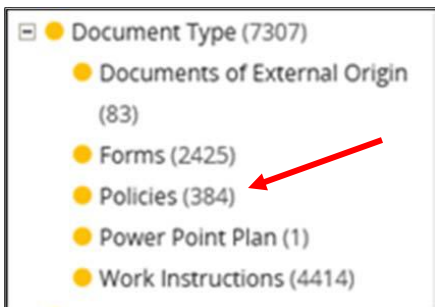 Document Type (7307)
Documents of External Origin
(83)
Forms (2425)
Policies (384)
Power Point Plan (1)
Work Instructions (4414)